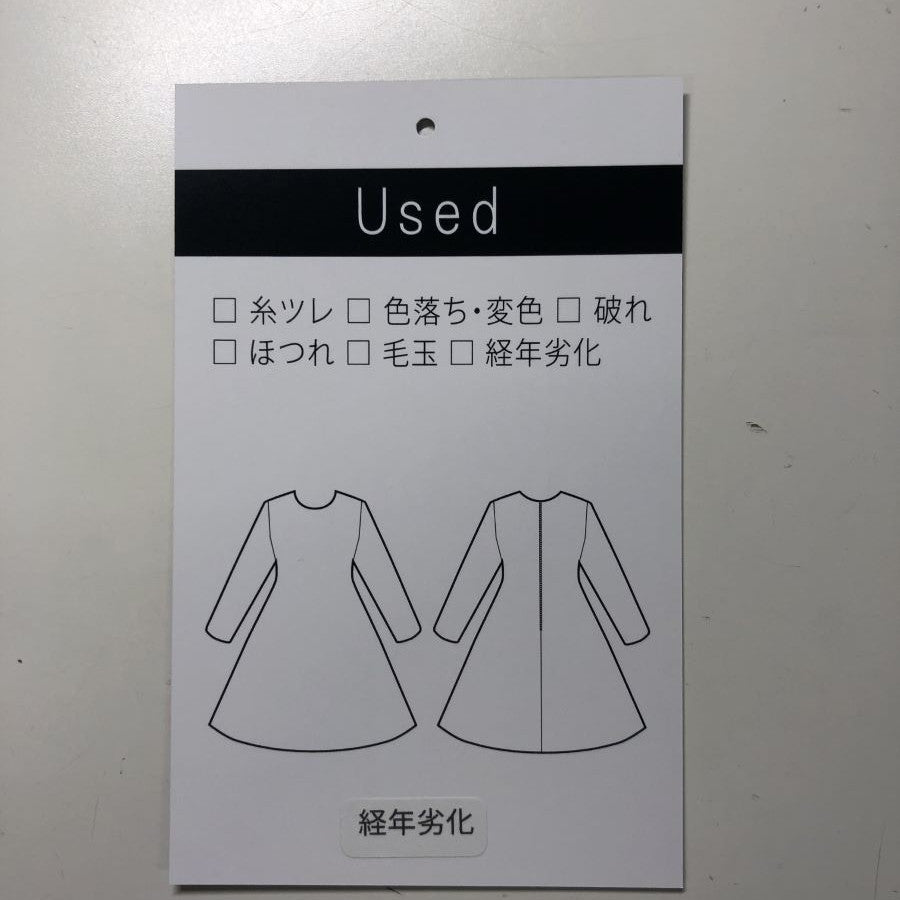 Used
□ 糸ツレ □ 色落ち・変色 □ 破れ
□ ほつれ □ 毛玉 □ 経年劣化
経年劣化